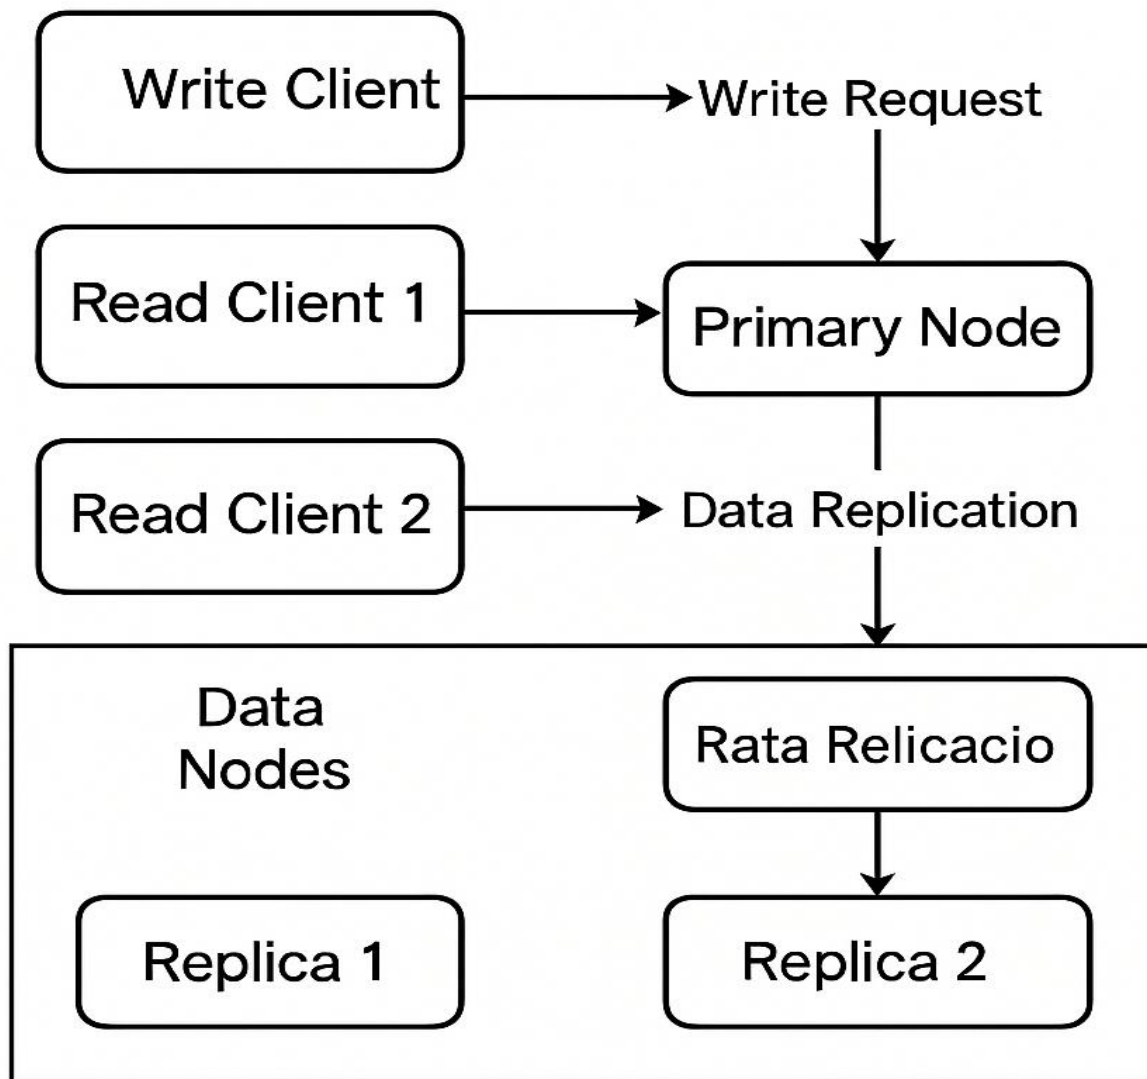 Write Client
Write Request
Read Client 1
Primary Node
Read Client 2
Data Replication
Data
Nodes
Rata Relicacio
Replica 1
Replica 2